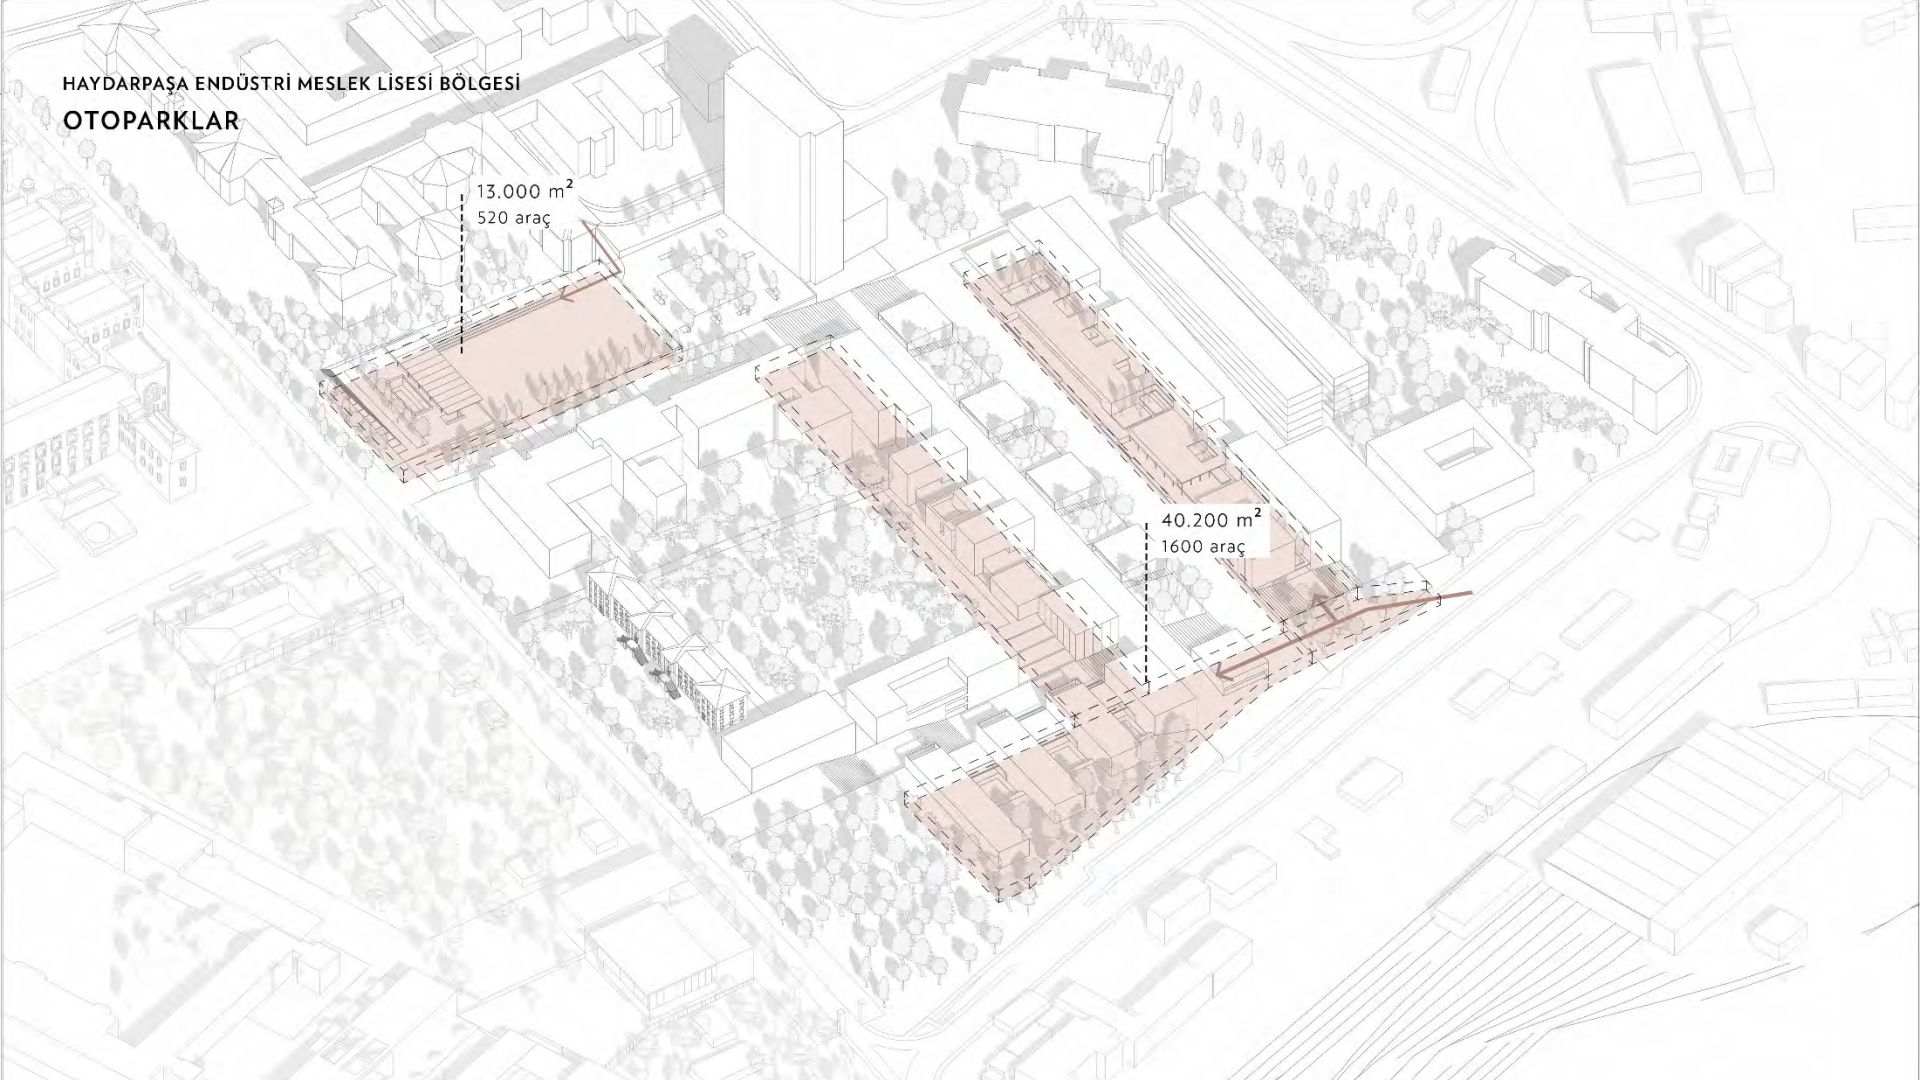 HAYDARPAŞA ENDÜSTRİ MESLEK LİSESİ BÖLGESİ
OTOPARKLAR
13.000 m²
520 araç
40.200 m²
1600 araç